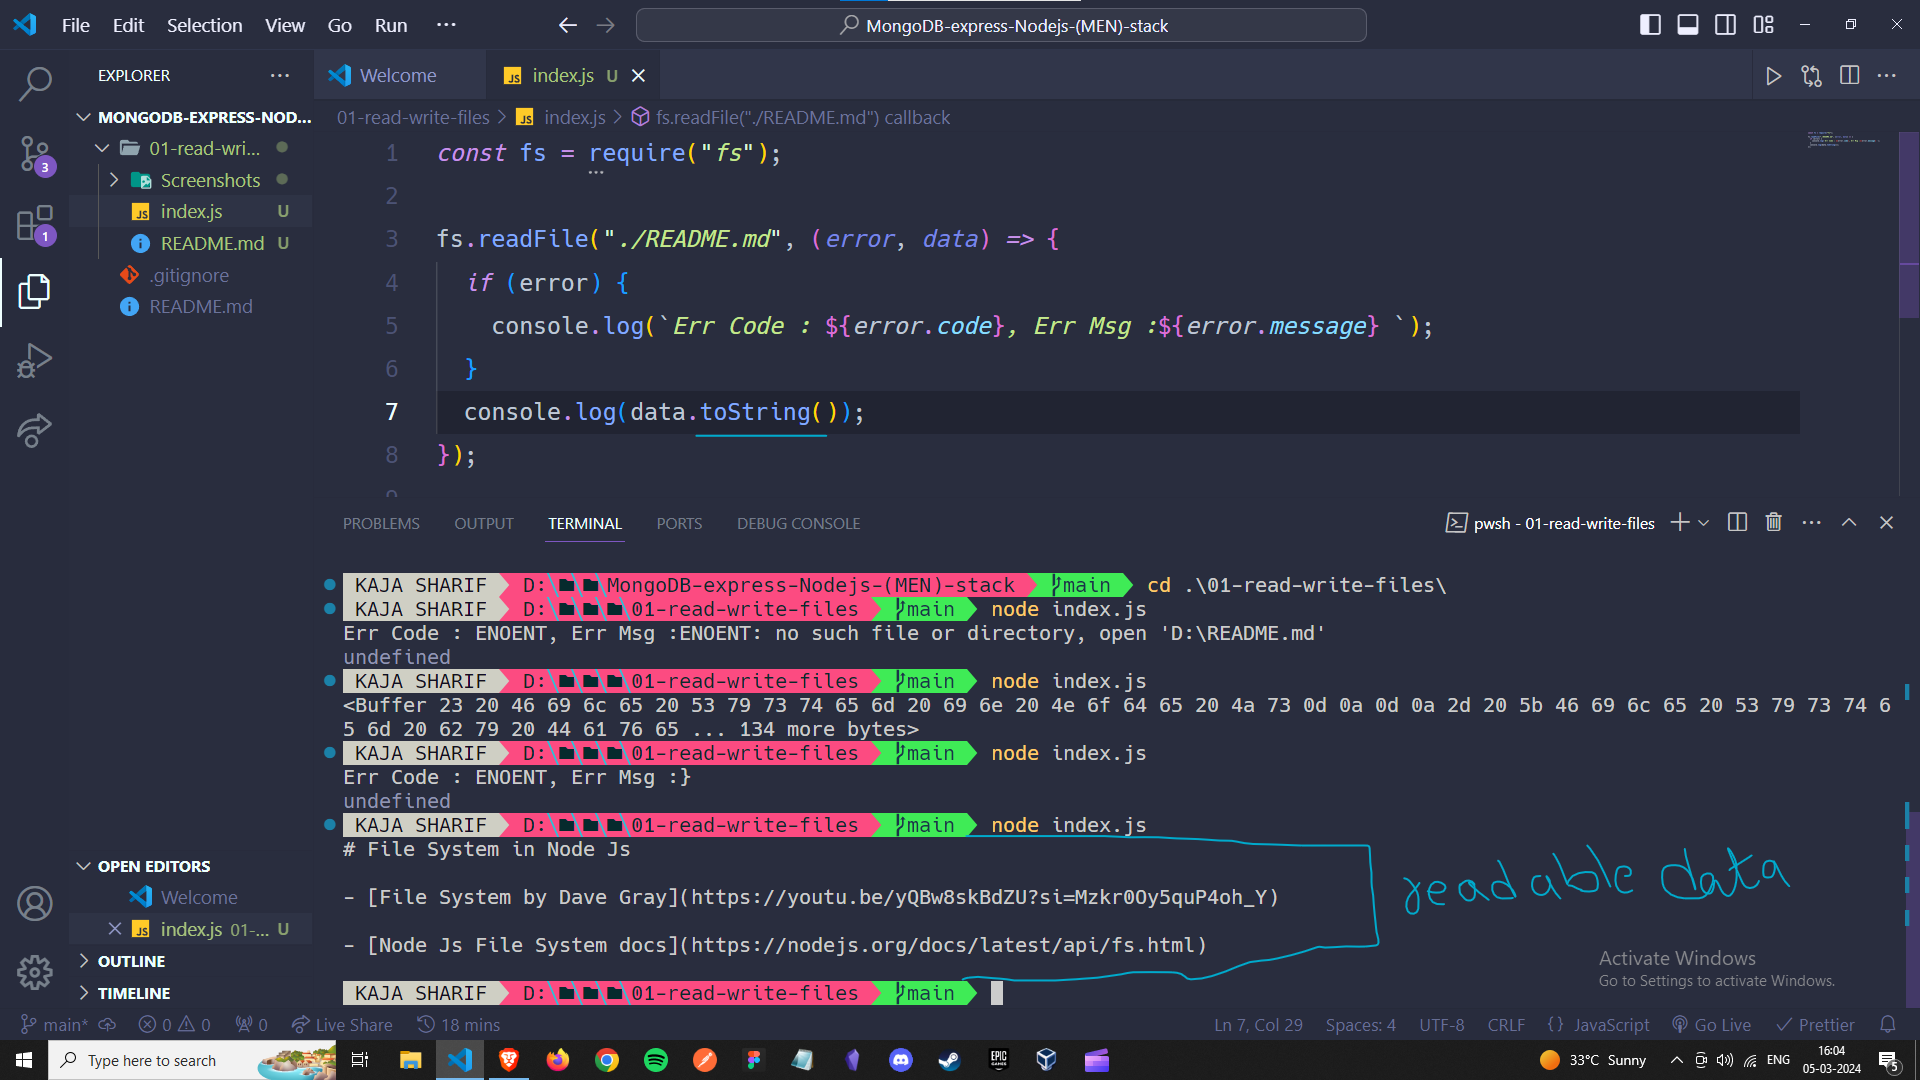 File Edit Selection View Go Run ···
MongoDB-express-Nodejs-(MEN)-stack
EXPLORER ···
MONGODB-EXPRESS-NOD...
01-read-wri...
Screenshots
JS index.js U
README.md U
.gitignore
README.md
3
1
Welcome
JS index.js U
01-read-write-files > JS index.js > fs.readFile("./README.md") callback
1 const fs = require("fs");
2
3 fs.readFile("./README.md", (error, data) => {
4 if (error) {
5 console.log(`Err Code : ${error.code}, Err Msg :${error.message} `);
6 }
7 console.log(data.toString());
8 });
9
PROBLEMS OUTPUT TERMINAL PORTS DEBUG CONSOLE
pwsh - 01-read-write-files
KAJA SHARIF D:\ \ \MongoDB-express-Nodejs-(MEN)-stack main cd .\01-read-write-files\
KAJA SHARIF D:\ \ \ \01-read-write-files main node index.js
Err Code : ENOENT, Err Msg :ENOENT: no such file or directory, open 'D:\README.md'
undefined
KAJA SHARIF D:\ \ \ \01-read-write-files main node index.js
<Buffer 23 20 46 69 6c 65 20 53 79 73 74 65 6d 20 69 6e 20 4e 6f 64 65 20 4a 73 0d 0a 0d 0a 2d 20 5b 46 69 6c 65 20 53 79 73 74 6
5 6d 20 62 79 20 44 61 76 65 ... 134 more bytes>
KAJA SHARIF D:\ \ \ \01-read-write-files main node index.js
Err Code : ENOENT, Err Msg :}
undefined
KAJA SHARIF D:\ \ \ \01-read-write-files main node index.js
# File System in Node Js
- [File System by Dave Gray](https://youtu.be/yQBw8skBdZU?si=Mzkr0Oy5quP4oh_Y)
- [Node Js File System docs](https://nodejs.org/docs/latest/api/fs.html)
KAJA SHARIF D:\ \ \ \01-read-write-files main
readable data
OPEN EDITORS
Welcome
JS index.js 01-... U
OUTLINE
TIMELINE
Activate Windows
Go to Settings to activate Windows.
main* 0 0 0 Live Share 18 mins
Ln 7, Col 29 Spaces: 4 UTF-8 CRLF {} JavaScript Go Live Prettier
Type here to search
EPIC GAMES
33°C Sunny
ENG
16:04
05-03-2024
5